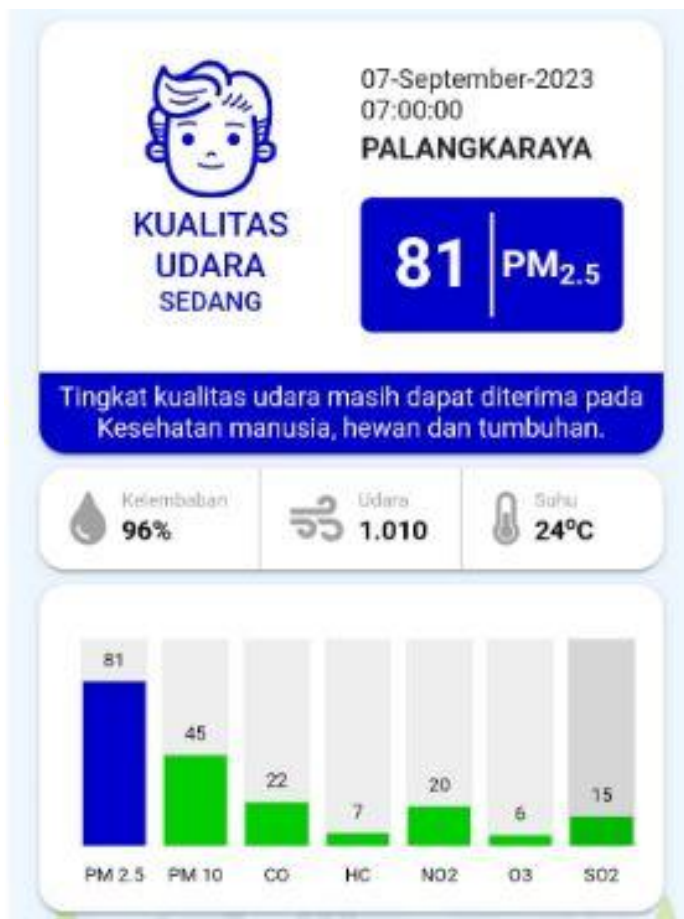 07-September-2023
07:00:00
PALANGKARAYA
KUALITAS
UDARA
SEDANG
81 PM2.5
Tingkat kualitas udara masih dapat diterima pada
Kesehatan manusia, hewan dan tumbuhan.
Kelembaban
96%
Udara
1.010
Suhu
24°C
81 45 22 7 20 6 15
PM 2.5 PM 10 CO HC NO2 O3 SO2